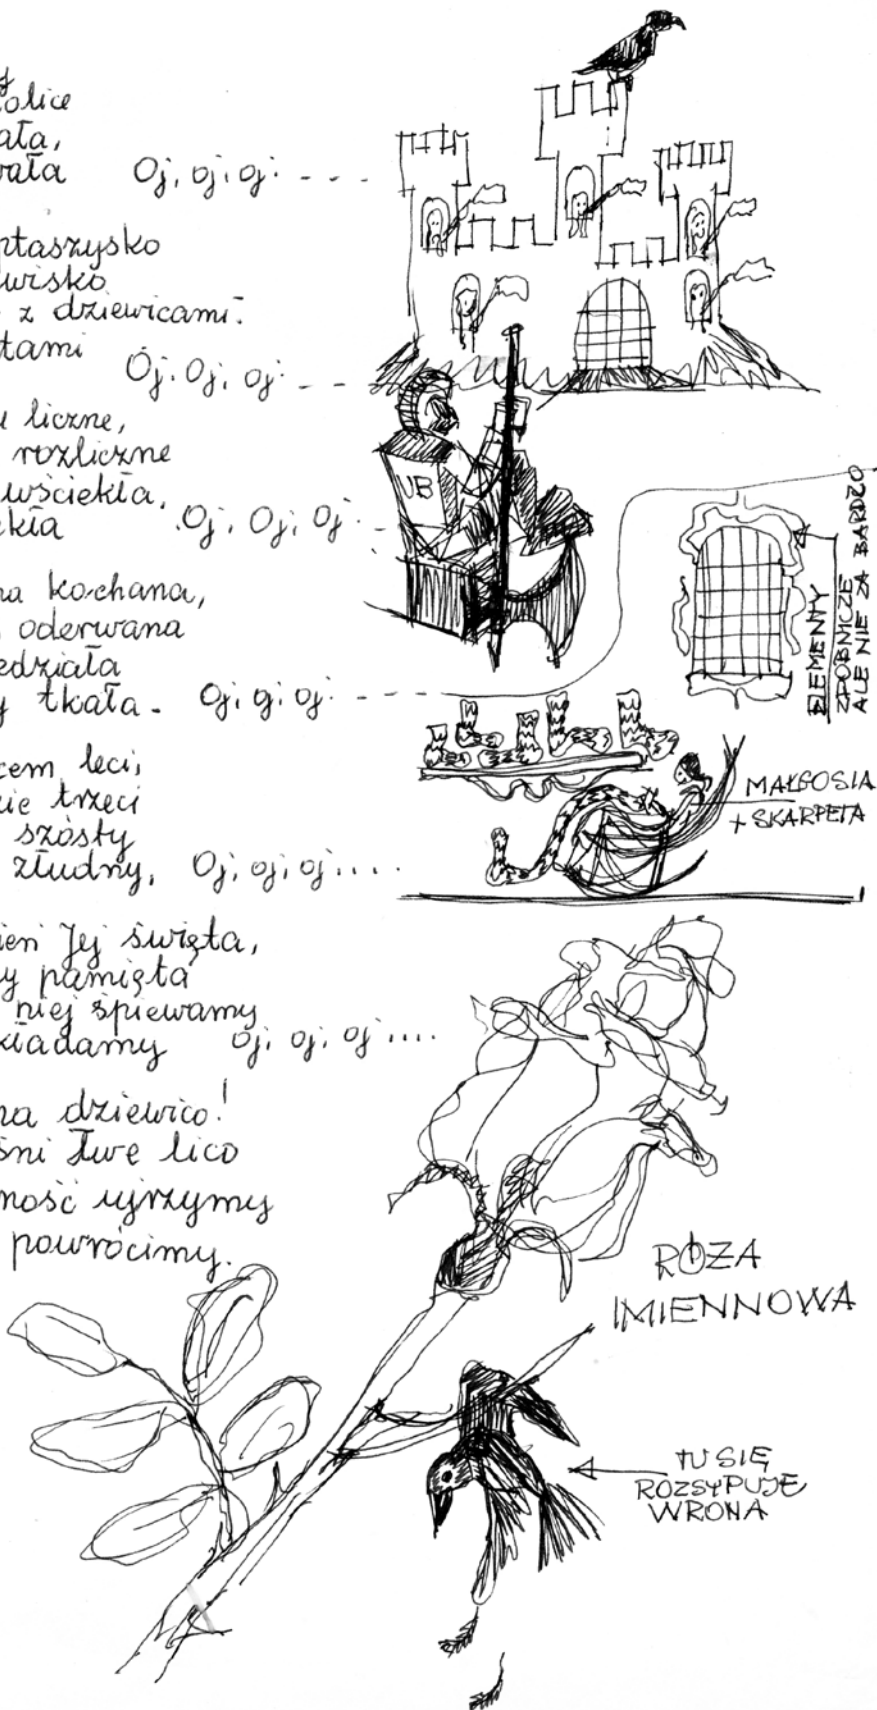 olice
ała,
wała Oj, oj, oj - - - -
ptaszysko
wisko
z dziewicami.
tami Oj. Oj, oj - - -
liczne,
rozliczne
wściekła,
ekła Oj, Oj, Oj -
UB
na kochana,
oderwana
edziała
y tkała. Oj, oj, oj - - - -
ELEMENTY
ZDOBNICZE
ALE NIE ZA BARDZO
cem leci,
ie trzeci
szósty
złudny, Oj, oj, oj ....
MAŁGOSIA
+ SKARPETA
ień Jej święta,
y pamięta
niej śpiewamy
kładamy oj, oj, oj ....
na dziewico!
śni Twe lico
ność ujrzymy
powrócimy.
RÓŻA
IMIENNOWA
TU SIĘ
ROZSYPUJE
WRONA